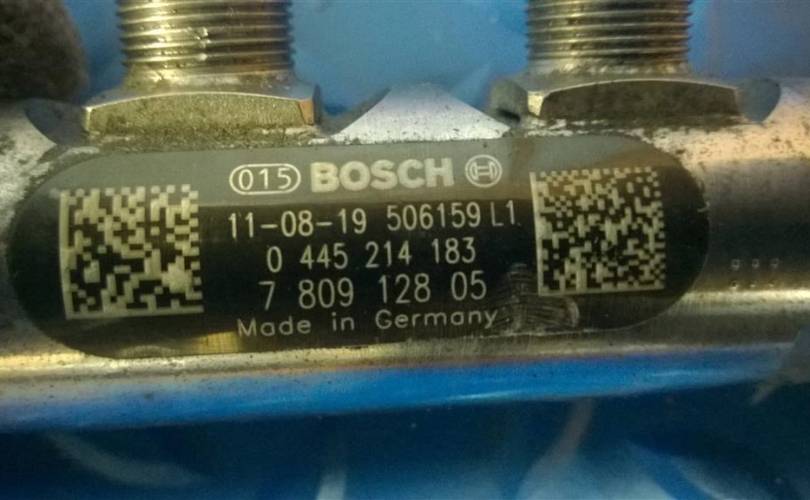 015 BOSCH
11-08-19 506159 L1
0 445 214 183
7 809 128 05
Made in Germany